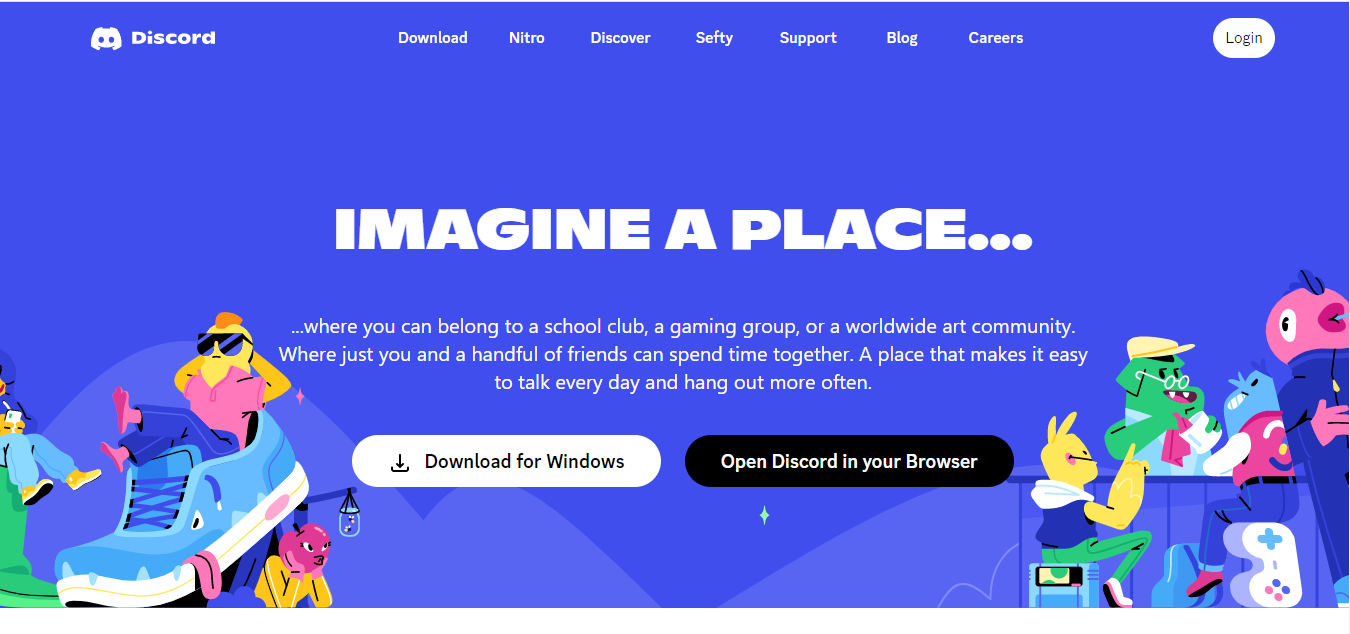 Discord
Download Nitro Discover Sefty Support Blog Careers
Login
IMAGINE A PLACE...
...where you can belong to a school club, a gaming group, or a worldwide art community.
Where just you and a handful of friends can spend time together. A place that makes it easy
to talk every day and hang out more often.
Download for Windows
Open Discord in your Browser